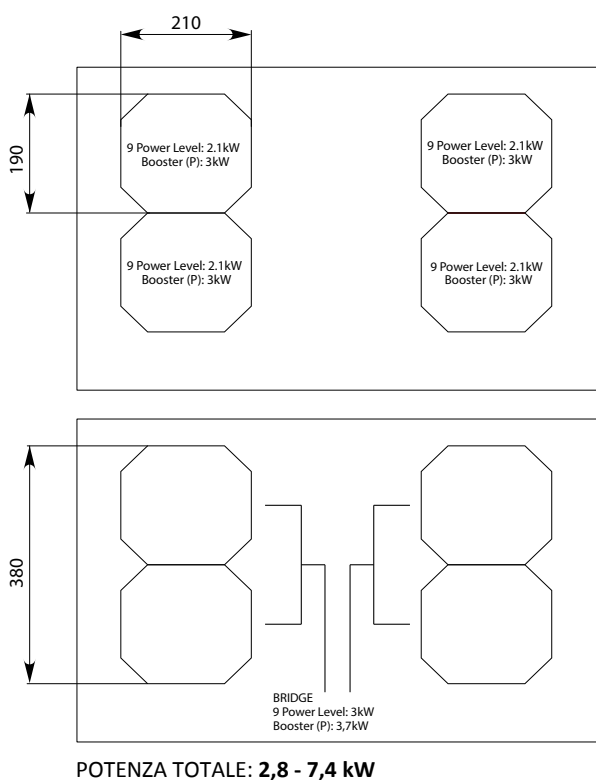 210
190
9 Power Level: 2.1kW
Booster (P): 3kW
9 Power Level: 2.1kW
Booster (P): 3kW
9 Power Level: 2.1kW
Booster (P): 3kW
9 Power Level: 2.1kW
Booster (P): 3kW
380
BRIDGE
9 Power Level: 3kW
Booster (P): 3,7kW
POTENZA TOTALE: 2,8 - 7,4 kW